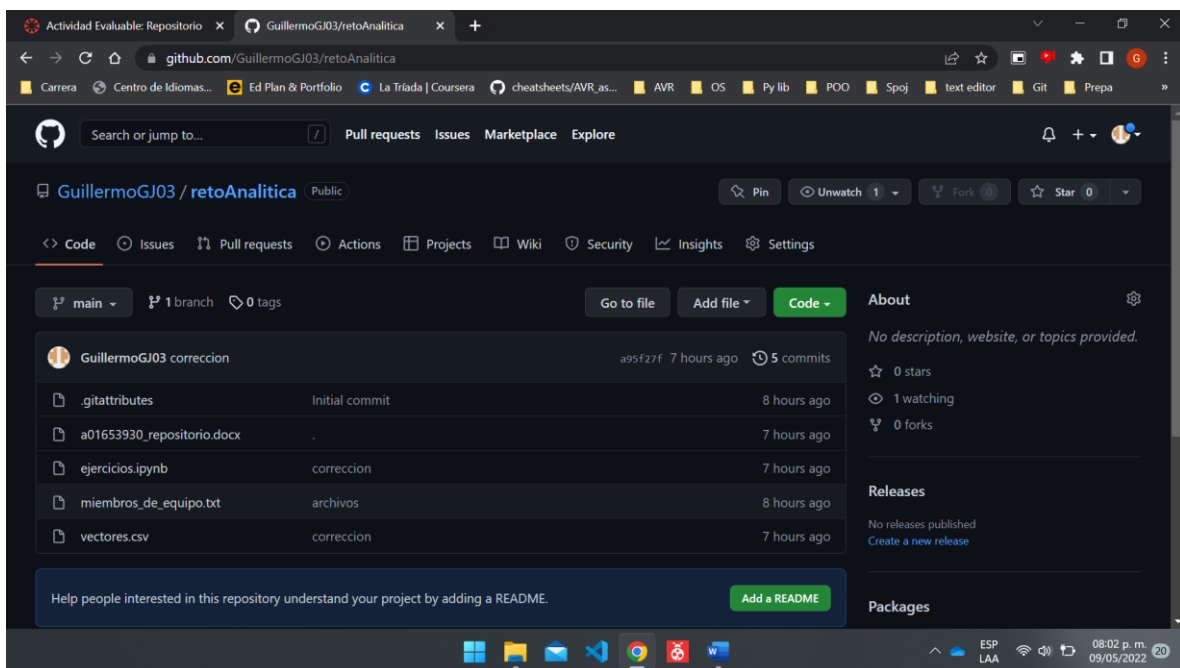 Actividad Evaluable: Repositorio
GuillermoGJ03/retoAnalitica
github.com/GuillermoGJ03/retoAnalitica
G
Carrera Centro de Idiomas... Ed Plan & Portfolio La Tríada | Coursera cheatsheets/AVR_as... AVR OS Py lib POO Spoj text editor Git Prepa »
Search or jump to... / Pull requests Issues Marketplace Explore
GuillermoGJ03 / retoAnalitica Public
Pin Unwatch 1 Fork 0 Star 0
<> Code Issues Pull requests Actions Projects Wiki Security Insights Settings
main 1 branch 0 tags Go to file Add file Code
GuillermoGJ03 correccion a95f27f 7 hours ago 5 commits
.gitattributes Initial commit 8 hours ago
a01653930_repositorio.docx . 7 hours ago
ejercicios.ipynb correccion 7 hours ago
miembros_de_equipo.txt archivos 8 hours ago
vectores.csv correccion 7 hours ago
Help people interested in this repository understand your project by adding a README. Add a README
About
No description, website, or topics provided.
0 stars
1 watching
0 forks
Releases
No releases published
Create a new release
Packages
ESP
LAA
08:02 p. m.
09/05/2022
20